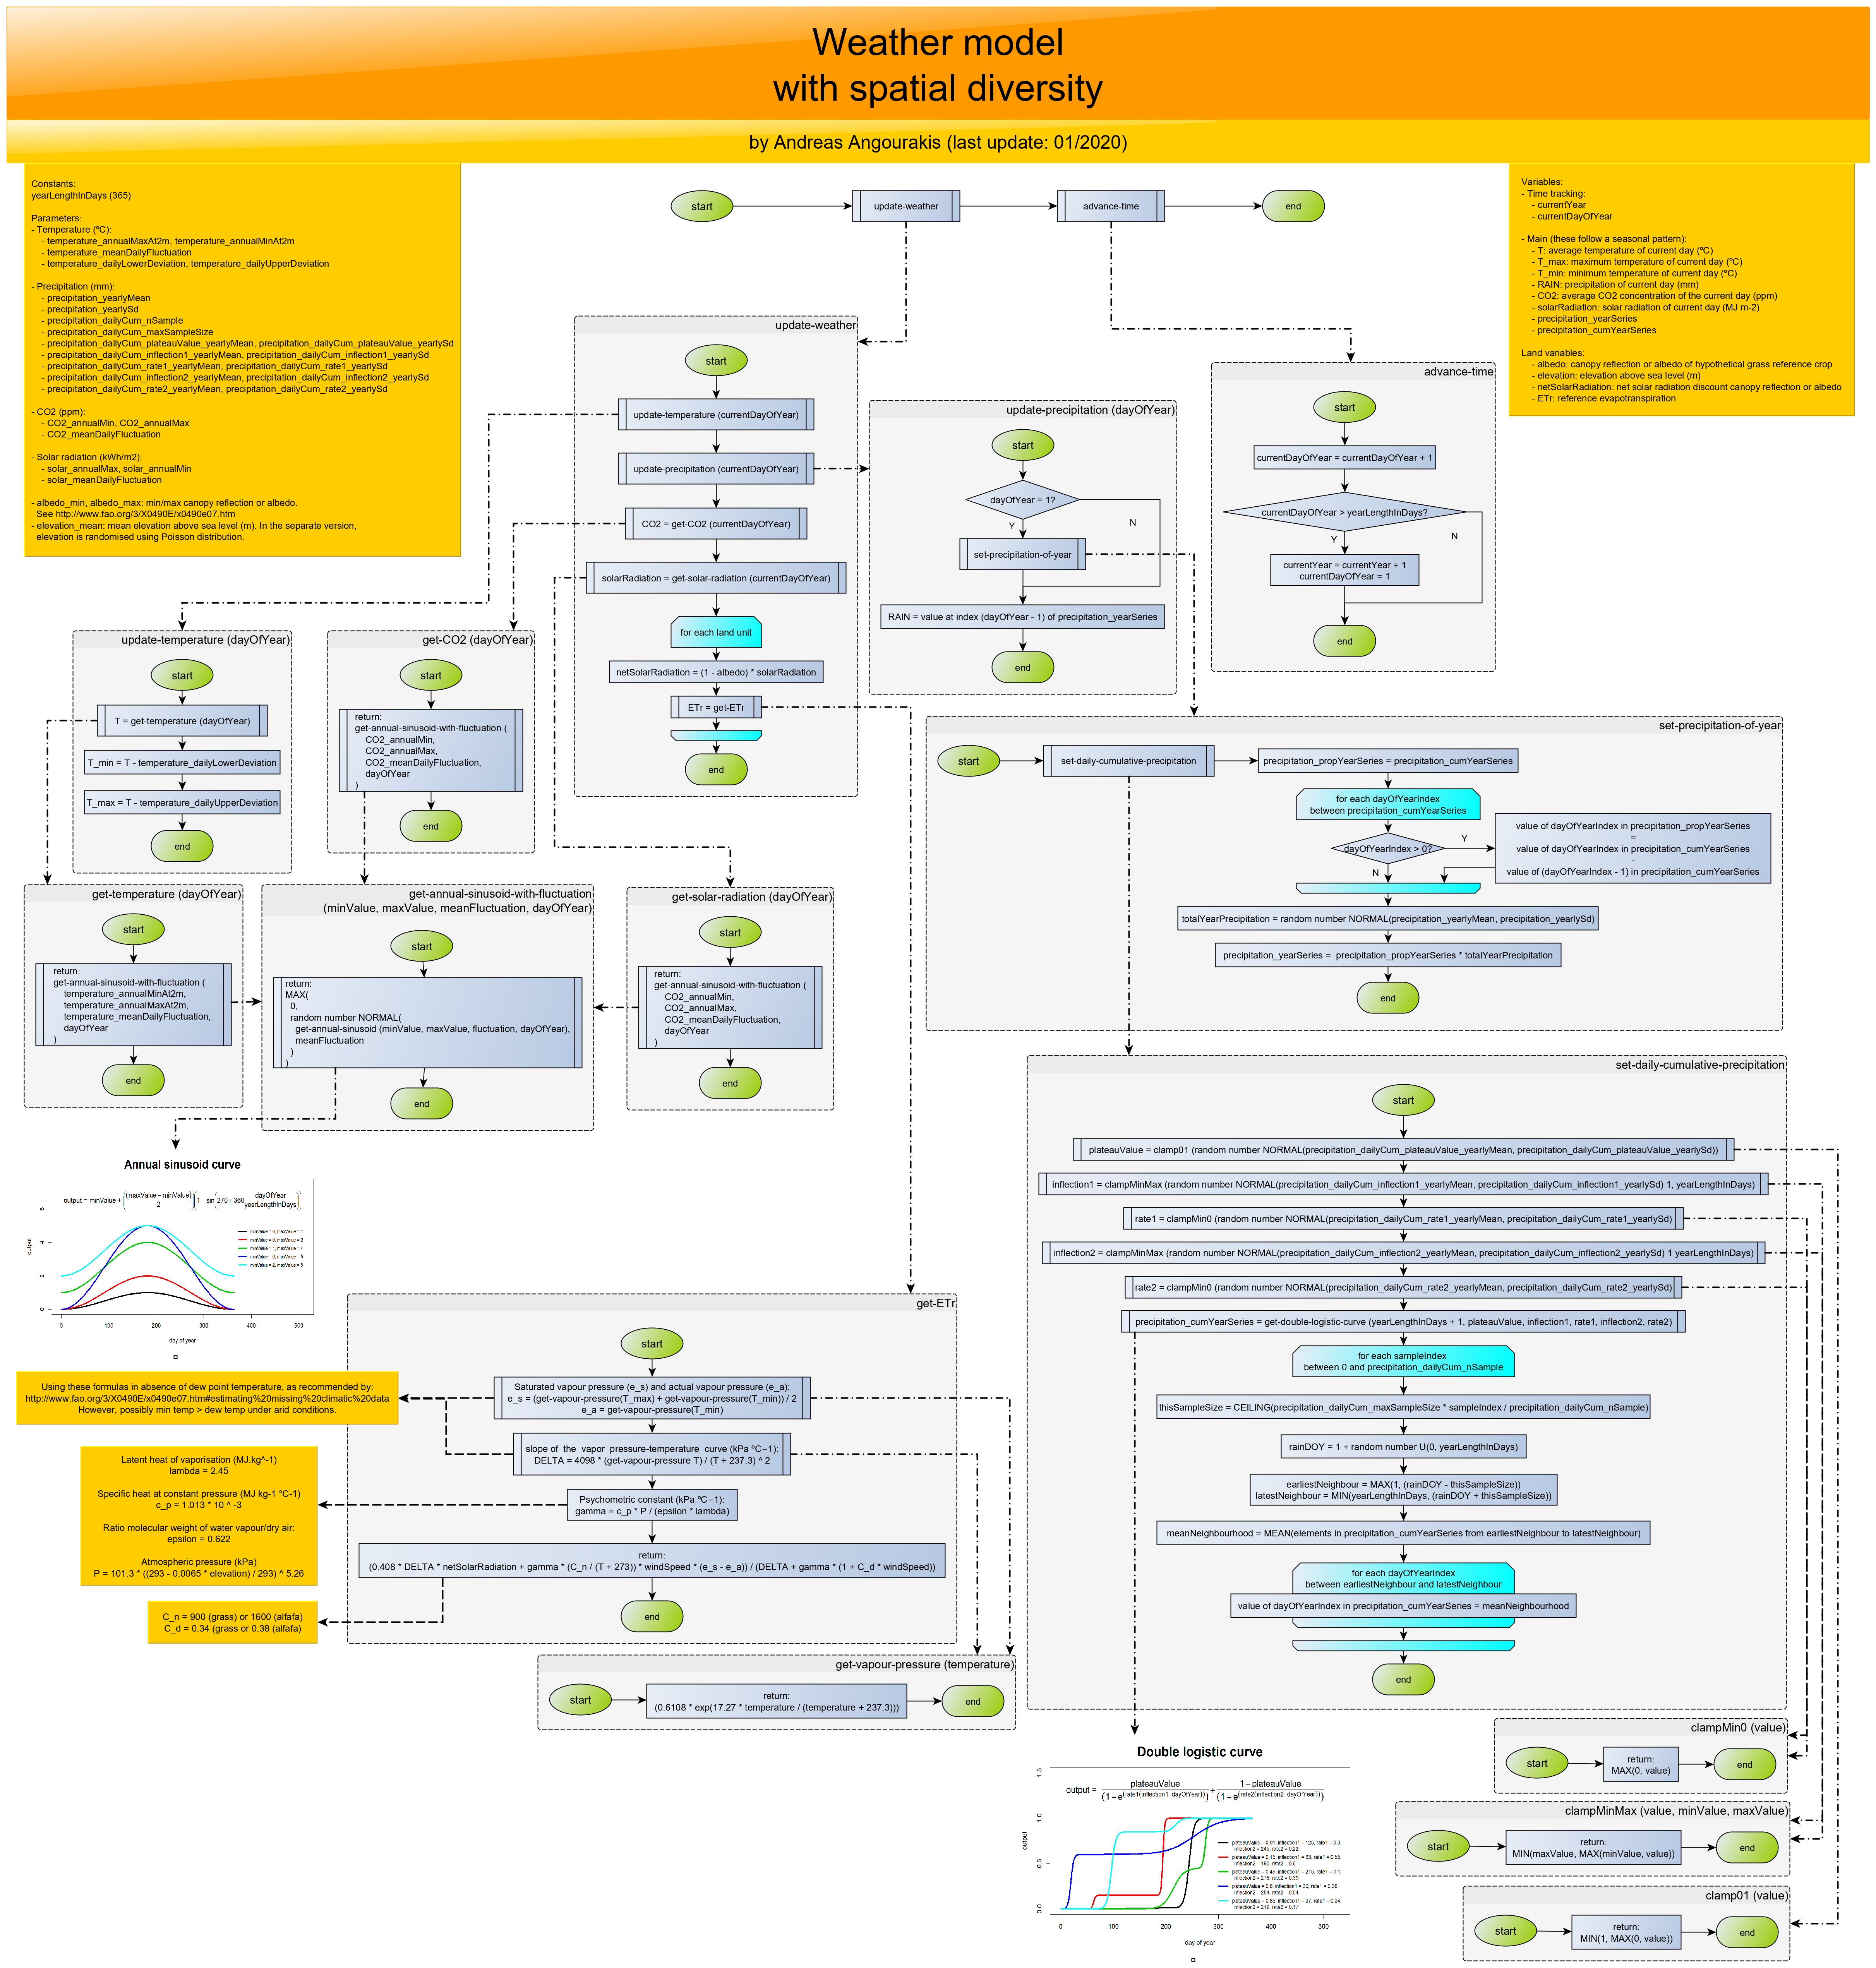 Weather model
with spatial diversity
by Andreas Angourakis (last update: 01/2020)
Constants:
yearLengthInDays (365)
Parameters:
- Temperature (ºC):
- temperature_annualMaxAt2m, temperature_annualMinAt2m
- temperature_meanDailyFluctuation
- temperature_dailyLowerDeviation, temperature_dailyUpperDeviation
- Precipitation (mm):
- precipitation_yearlyMean
- precipitation_yearlySd
- precipitation_dailyCum_nSample
- precipitation_dailyCum_maxSampleSize
- precipitation_dailyCum_plateauValue_yearlyMean, precipitation_dailyCum_plateauValue_yearlySd
- precipitation_dailyCum_inflection1_yearlyMean, precipitation_dailyCum_inflection1_yearlySd
- precipitation_dailyCum_rate1_yearlyMean, precipitation_dailyCum_rate1_yearlySd
- precipitation_dailyCum_inflection2_yearlyMean, precipitation_dailyCum_inflection2_yearlySd
- precipitation_dailyCum_rate2_yearlyMean, precipitation_dailyCum_rate2_yearlySd
- CO2 (ppm):
- CO2_annualMin, CO2_annualMax
- CO2_meanDailyFluctuation
- Solar radiation (kWh/m2):
- solar_annualMax, solar_annualMin
- solar_meanDailyFluctuation
- albedo_min, albedo_max: min/max canopy reflection or albedo.
See http://www.fao.org/3/X0490E/x0490e07.htm
- elevation_mean: mean elevation above sea level (m). In the separate version,
elevation is randomised using Poisson distribution.
start
update-weather
advance-time
end
Variables:
- Time tracking:
- currentYear
- currentDayOfYear
- Main (these follow a seasonal pattern):
- T: average temperature of current day (ºC)
- T_max: maximum temperature of current day (ºC)
- T_min: minimum temperature of current day (ºC)
- RAIN: precipitation of current day (mm)
- CO2: average CO2 concentration of the current day (ppm)
- solarRadiation: solar radiation of current day (MJ m-2)
- precipitation_yearSeries
- precipitation_cumYearSeries
Land variables:
- albedo: canopy reflection or albedo of hypothetical grass reference crop
- elevation: elevation above sea level (m)
- netSolarRadiation: net solar radiation discount canopy reflection or albedo
- ETr: reference evapotranspiration
update-weather
start
update-temperature (currentDayOfYear)
update-precipitation (currentDayOfYear)
CO2 = get-CO2 (currentDayOfYear)
solarRadiation = get-solar-radiation (currentDayOfYear)
for each land unit
netSolarRadiation = (1 - albedo) * solarRadiation
ETr = get-ETr
end
update-precipitation (dayOfYear)
start
dayOfYear = 1?
Y
N
set-precipitation-of-year
RAIN = value at index (dayOfYear - 1) of precipitation_yearSeries
end
advance-time
start
currentDayOfYear = currentDayOfYear + 1
currentDayOfYear > yearLengthInDays?
Y
N
currentYear = currentYear + 1
currentDayOfYear = 1
end
update-temperature (dayOfYear)
start
T = get-temperature (dayOfYear)
T_min = T - temperature_dailyLowerDeviation
T_max = T - temperature_dailyUpperDeviation
end
get-CO2 (dayOfYear)
start
return:
get-annual-sinusoid-with-fluctuation (
CO2_annualMin,
CO2_annualMax,
CO2_meanDailyFluctuation,
dayOfYear
)
end
set-precipitation-of-year
start
set-daily-cumulative-precipitation
precipitation_propYearSeries = precipitation_cumYearSeries
for each dayOfYearIndex
between precipitation_cumYearSeries
dayOfYearIndex > 0?
Y
N
value of dayOfYearIndex in precipitation_propYearSeries
=
value of dayOfYearIndex in precipitation_cumYearSeries
-
value of (dayOfYearIndex - 1) in precipitation_cumYearSeries
totalYearPrecipitation = random number NORMAL(precipitation_yearlyMean, precipitation_yearlySd)
precipitation_yearSeries = precipitation_propYearSeries * totalYearPrecipitation
end
get-temperature (dayOfYear)
start
return:
get-annual-sinusoid-with-fluctuation (
temperature_annualMinAt2m,
temperature_annualMaxAt2m,
temperature_meanDailyFluctuation,
dayOfYear
)
end
get-annual-sinusoid-with-fluctuation
(minValue, maxValue, meanFluctuation, dayOfYear)
start
return:
MAX(
0,
random number NORMAL(
get-annual-sinusoid (minValue, maxValue, fluctuation, dayOfYear),
meanFluctuation
)
)
end
get-solar-radiation (dayOfYear)
start
return:
get-annual-sinusoid-with-fluctuation (
CO2_annualMin,
CO2_annualMax,
CO2_meanDailyFluctuation,
dayOfYear
)
end
set-daily-cumulative-precipitation
start
plateauValue = clamp01 (random number NORMAL(precipitation_dailyCum_plateauValue_yearlyMean, precipitation_dailyCum_plateauValue_yearlySd))
inflection1 = clampMinMax (random number NORMAL(precipitation_dailyCum_inflection1_yearlyMean, precipitation_dailyCum_inflection1_yearlySd) 1, yearLengthInDays)
rate1 = clampMin0 (random number NORMAL(precipitation_dailyCum_rate1_yearlyMean, precipitation_dailyCum_rate1_yearlySd)
inflection2 = clampMinMax (random number NORMAL(precipitation_dailyCum_inflection2_yearlyMean, precipitation_dailyCum_inflection2_yearlySd) 1 yearLengthInDays)
rate2 = clampMin0 (random number NORMAL(precipitation_dailyCum_rate2_yearlyMean, precipitation_dailyCum_rate2_yearlySd)
precipitation_cumYearSeries = get-double-logistic-curve (yearLengthInDays + 1, plateauValue, inflection1, rate1, inflection2, rate2)
for each sampleIndex
between 0 and precipitation_dailyCum_nSample
thisSampleSize = CEILING(precipitation_dailyCum_maxSampleSize * sampleIndex / precipitation_dailyCum_nSample)
rainDOY = 1 + random number U(0, yearLengthInDays)
earliestNeighbour = MAX(1, (rainDOY - thisSampleSize))
latestNeighbour = MIN(yearLengthInDays, (rainDOY + thisSampleSize))
meanNeighbourhood = MEAN(elements in precipitation_cumYearSeries from earliestNeighbour to latestNeighbour)
for each dayOfYearIndex
between earliestNeighbour and latestNeighbour
value of dayOfYearIndex in precipitation_cumYearSeries = meanNeighbourhood
end
Annual sinusoid curve
output = minValue + ((maxValue − minValue) / 2)(1 − sin(270 + 360 dayOfYear / yearLengthInDays))
minValue = 0, maxValue = 1
minValue = 0, maxValue = 2
minValue = 1, maxValue = 4
minValue = 0, maxValue = 5
minValue = 2, maxValue = 5
output
0 2 4 6
0 100 200 300 400 500
day of year
get-ETr
start
Saturated vapour pressure (e_s) and actual vapour pressure (e_a):
e_s = (get-vapour-pressure(T_max) + get-vapour-pressure(T_min)) / 2
e_a = get-vapour-pressure(T_min)
slope of the vapor pressure-temperature curve (kPa ºC−1):
DELTA = 4098 * (get-vapour-pressure T) / (T + 237.3) ^ 2
Psychometric constant (kPa ºC−1):
gamma = c_p * P / (epsilon * lambda)
return:
(0.408 * DELTA * netSolarRadiation + gamma * (C_n / (T + 273)) * windSpeed * (e_s - e_a)) / (DELTA + gamma * (1 + C_d * windSpeed))
end
Using these formulas in absence of dew point temperature, as recommended by:
http://www.fao.org/3/X0490E/x0490e07.htm#estimating%20missing%20climatic%20data
However, possibly min temp > dew temp under arid conditions.
Latent heat of vaporisation (MJ.kg^-1)
lambda = 2.45
Specific heat at constant pressure (MJ kg-1 °C-1)
c_p = 1.013 * 10 ^ -3
Ratio molecular weight of water vapour/dry air:
epsilon = 0.622
Atmospheric pressure (kPa)
P = 101.3 * ((293 - 0.0065 * elevation) / 293) ^ 5.26
C_n = 900 (grass) or 1600 (alfafa)
C_d = 0.34 (grass or 0.38 (alfafa)
get-vapour-pressure (temperature)
start
return:
(0.6108 * exp(17.27 * temperature / (temperature + 237.3)))
end
Double logistic curve
output = plateauValue / (1 + e^(rate1(inflection1 dayOfYear))) + 1 − plateauValue / (1 + e^(rate2(inflection2 dayOfYear)))
plateauValue = 0.01, inflection1 = 125, rate1 = 0.3,
inflection2 = 245, rate2 = 0.22
plateauValue = 0.15, inflection1 = 63, rate1 = 0.55,
inflection2 = 195, rate2 = 0.6
plateauValue = 0.45, inflection1 = 215, rate1 = 0.1,
inflection2 = 276, rate2 = 0.39
plateauValue = 0.6, inflection1 = 20, rate1 = 0.38,
inflection2 = 254, rate2 = 0.04
plateauValue = 0.85, inflection1 = 97, rate1 = 0.24,
inflection2 = 219, rate2 = 0.17
output
0.0 0.5 1.0 1.5
0 100 200 300 400 500
day of year
clampMin0 (value)
start
return:
MAX(0, value)
end
clampMinMax (value, minValue, maxValue)
start
return:
MIN(maxValue, MAX(minValue, value))
end
clamp01 (value)
start
return:
MIN(1, MAX(0, value))
end